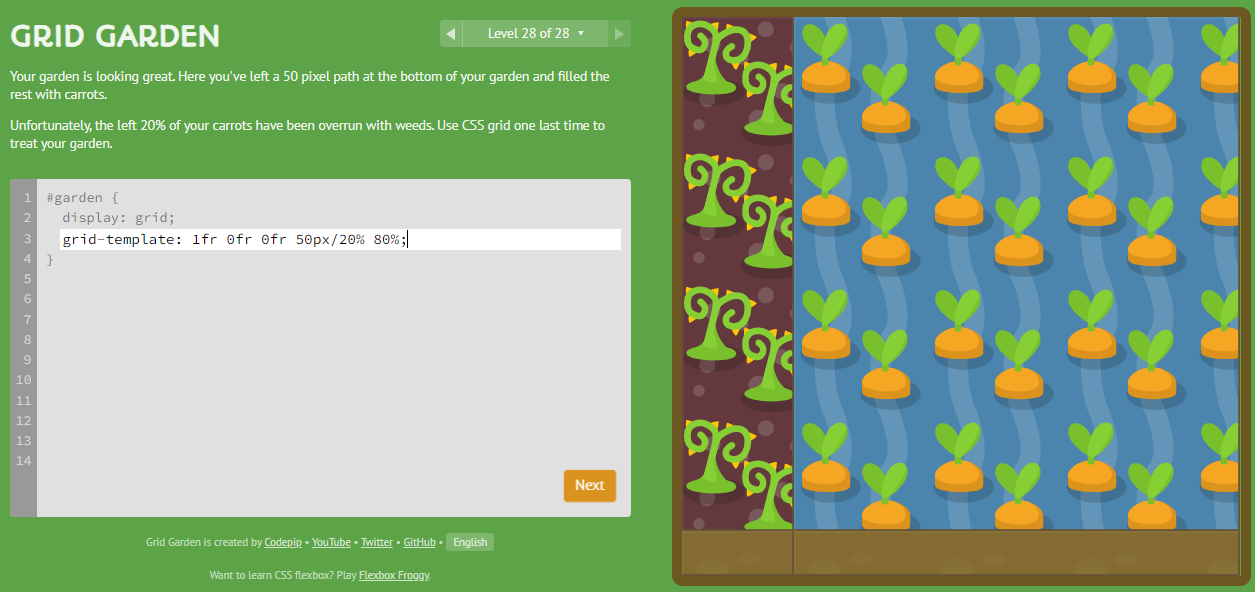 GRID GARDEN
Level 28 of 28
Your garden is looking great. Here you've left a 50 pixel path at the bottom of your garden and filled the
rest with carrots.
Unfortunately, the left 20% of your carrots have been overrun with weeds. Use CSS grid one last time to
treat your garden.
1 #garden {
2 display: grid;
3 grid-template: 1fr 0fr 0fr 50px/20% 80%;
4 }
5
6
7
8
9
10
11
12
13
14
Next
Grid Garden is created by Codepip • YouTube • Twitter • GitHub • English
Want to learn CSS flexbox? Play Flexbox Froggy.